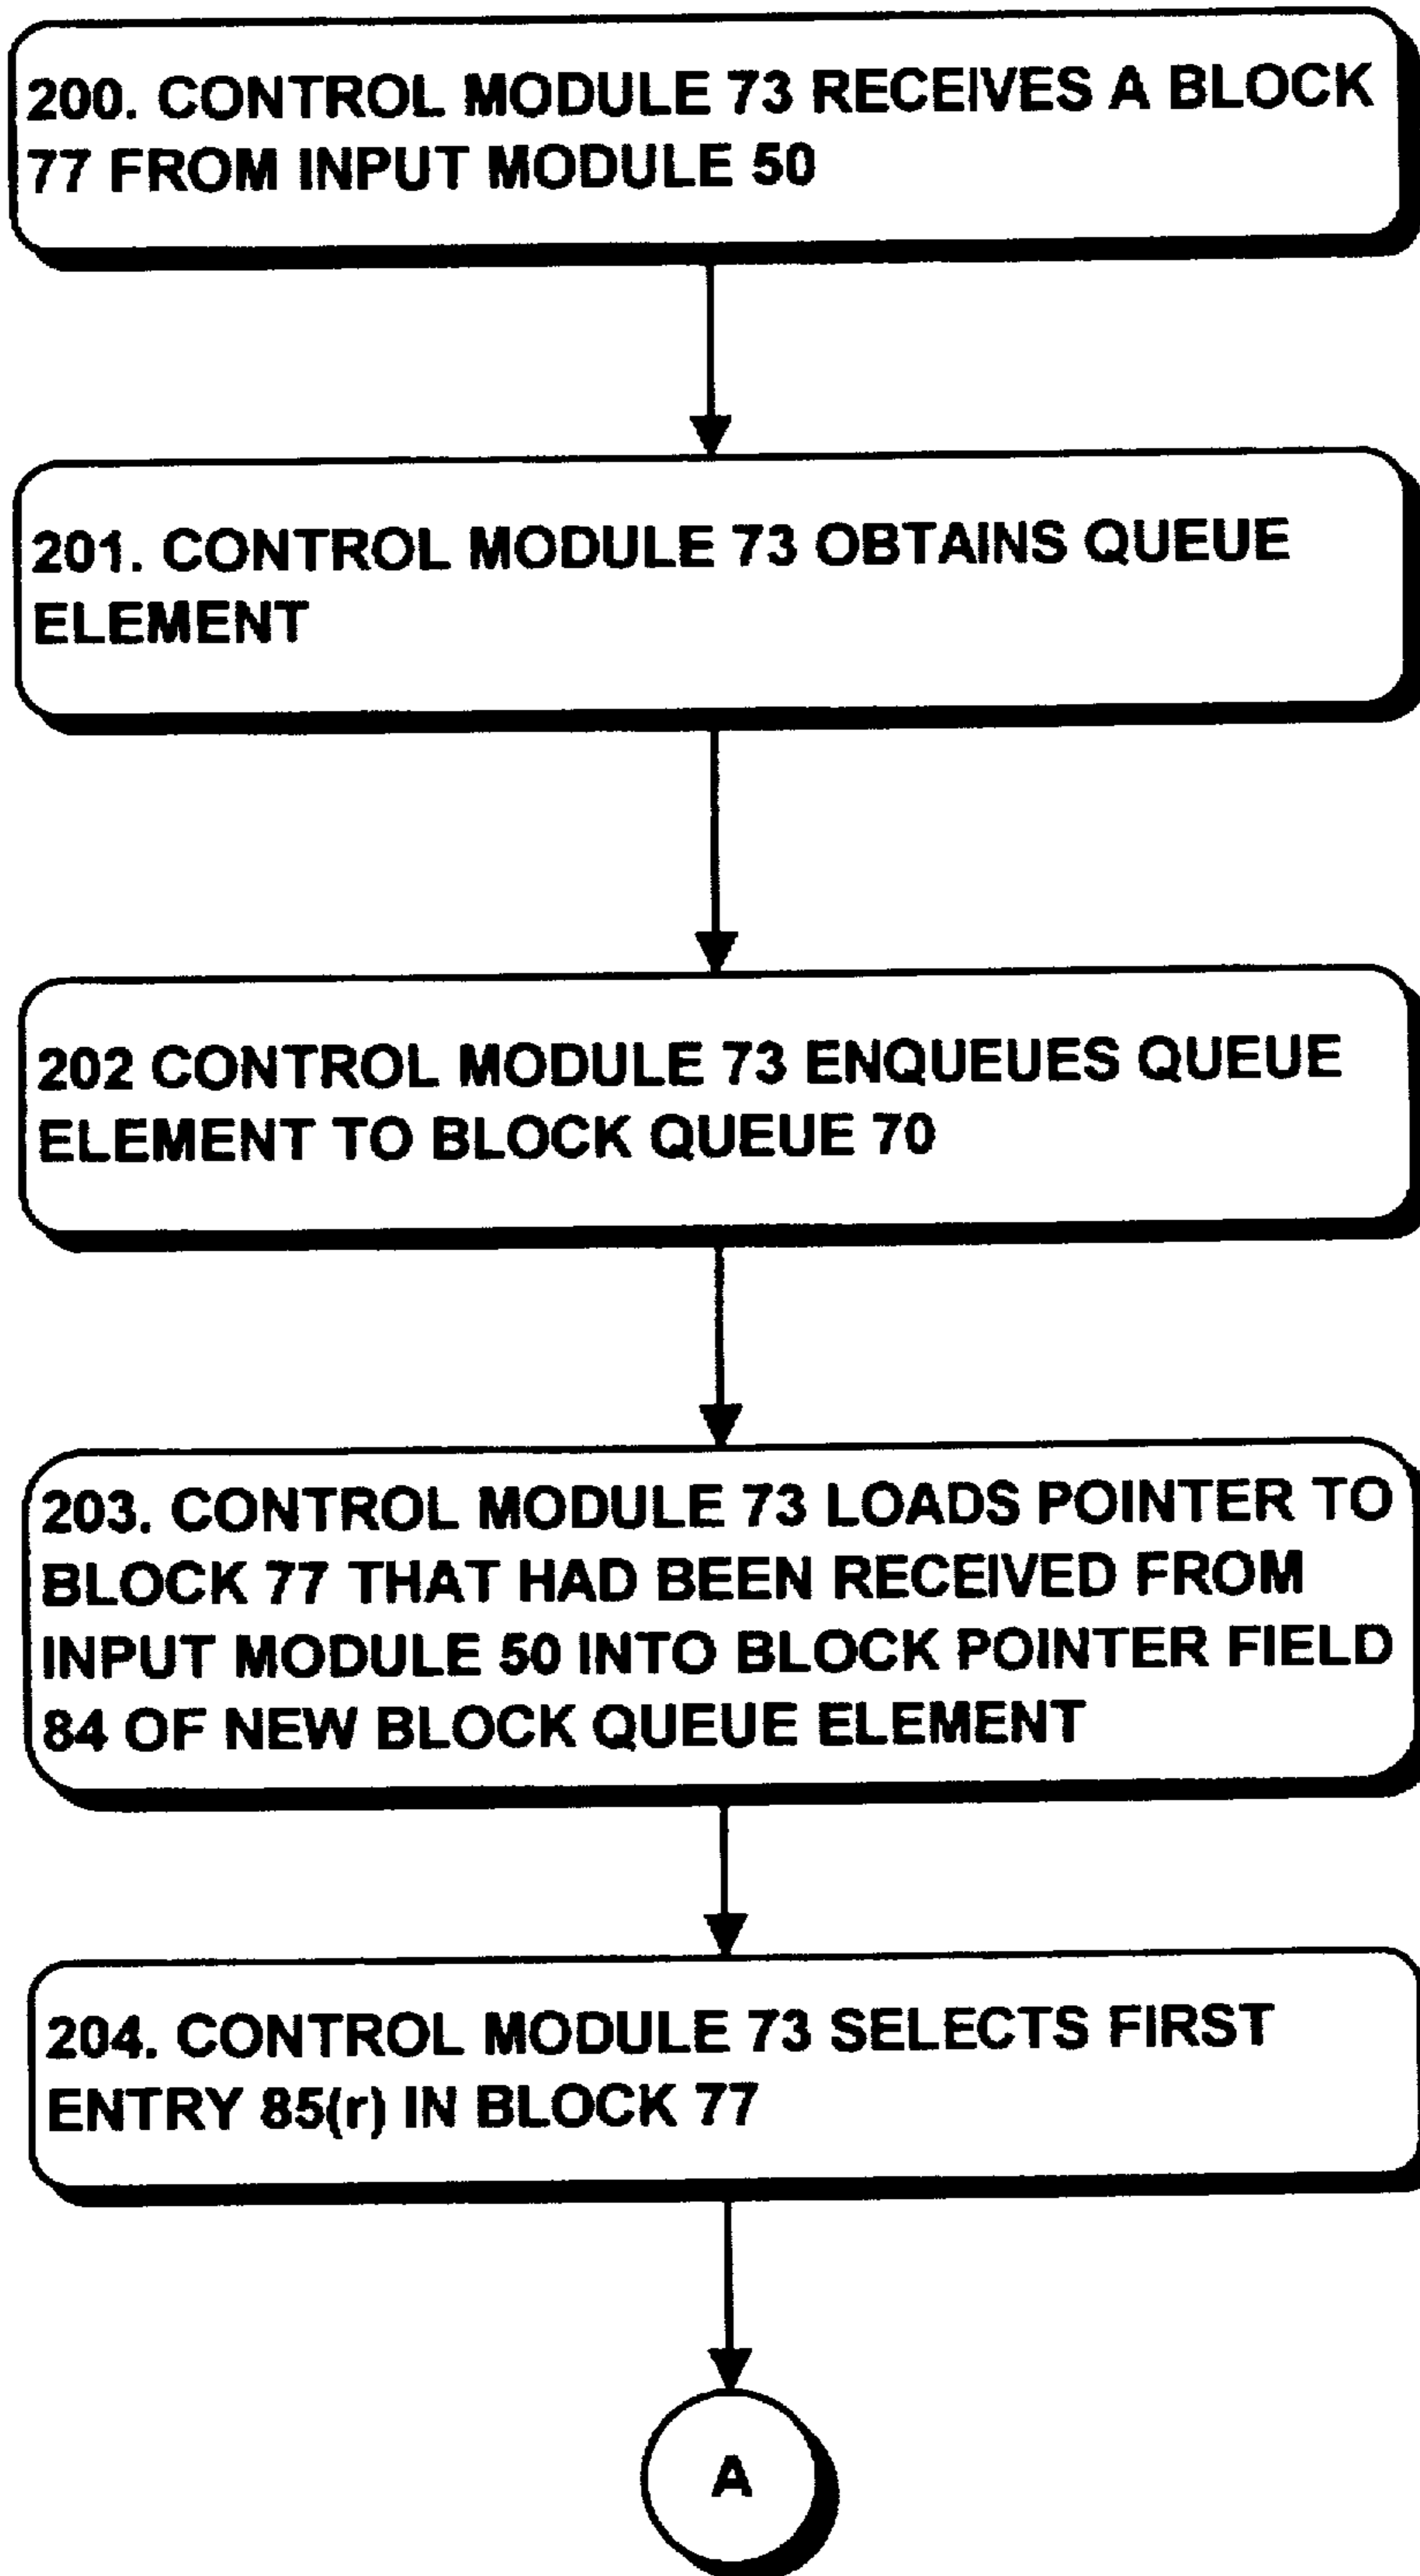 200. CONTROL MODULE 73 RECEIVES A BLOCK
77 FROM INPUT MODULE 50
201. CONTROL MODULE 73 OBTAINS QUEUE
ELEMENT
202 CONTROL MODULE 73 ENQUEUES QUEUE
ELEMENT TO BLOCK QUEUE 70
203. CONTROL MODULE 73 LOADS POINTER TO
BLOCK 77 THAT HAD BEEN RECEIVED FROM
INPUT MODULE 50 INTO BLOCK POINTER FIELD
84 OF NEW BLOCK QUEUE ELEMENT
204. CONTROL MODULE 73 SELECTS FIRST
ENTRY 85(r) IN BLOCK 77
A